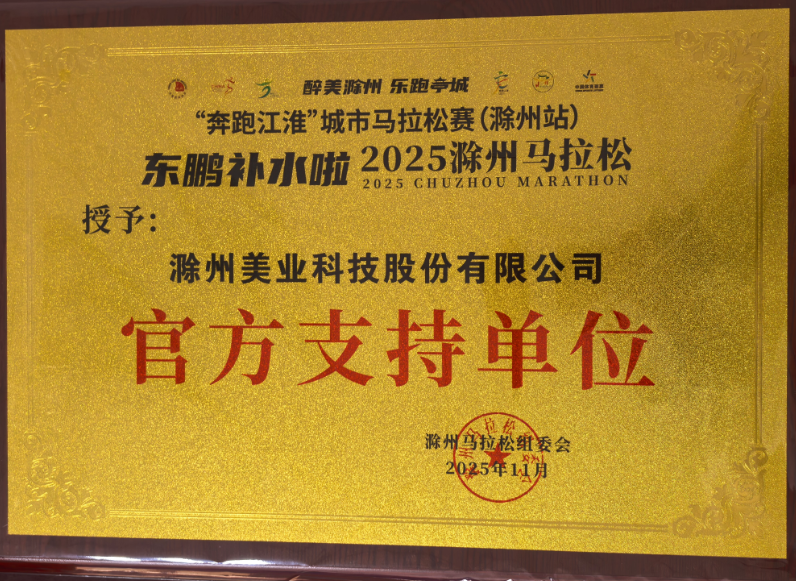 醉美滁州 乐跑亭城
“奔跑江淮”城市马拉松赛(滁州站)
东鹏补水啦 2025滁州马拉松
2025 CHUZHOU MARATHON
授予:
滁州美业科技股份有限公司
官方支持单位
滁州马拉松组委会
2025年11月